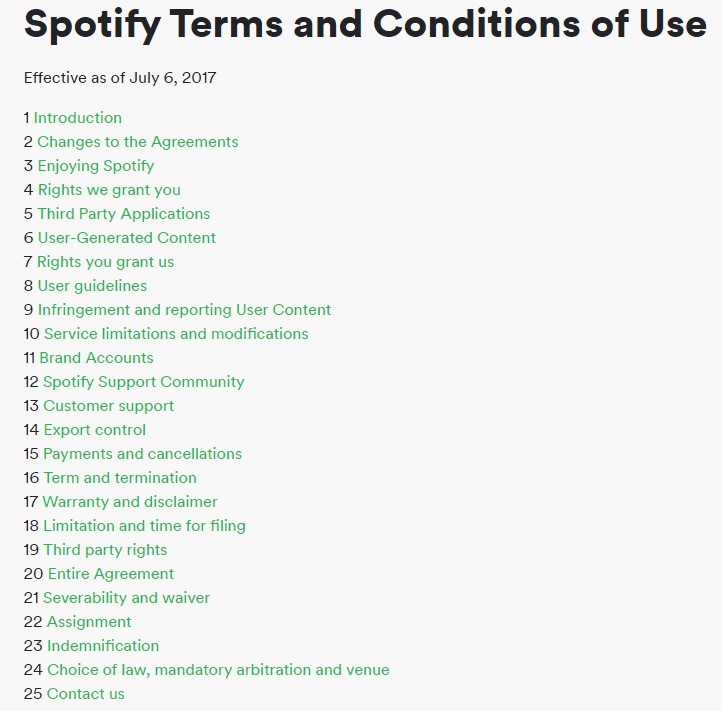 Spotify Terms and Conditions of Use
Effective as of July 6, 2017
1 Introduction
2 Changes to the Agreements
3 Enjoying Spotify
4 Rights we grant you
5 Third Party Applications
6 User-Generated Content
7 Rights you grant us
8 User guidelines
9 Infringement and reporting User Content
10 Service limitations and modifications
11 Brand Accounts
12 Spotify Support Community
13 Customer support
14 Export control
15 Payments and cancellations
16 Term and termination
17 Warranty and disclaimer
18 Limitation and time for filing
19 Third party rights
20 Entire Agreement
21 Severability and waiver
22 Assignment
23 Indemnification
24 Choice of law, mandatory arbitration and venue
25 Contact us